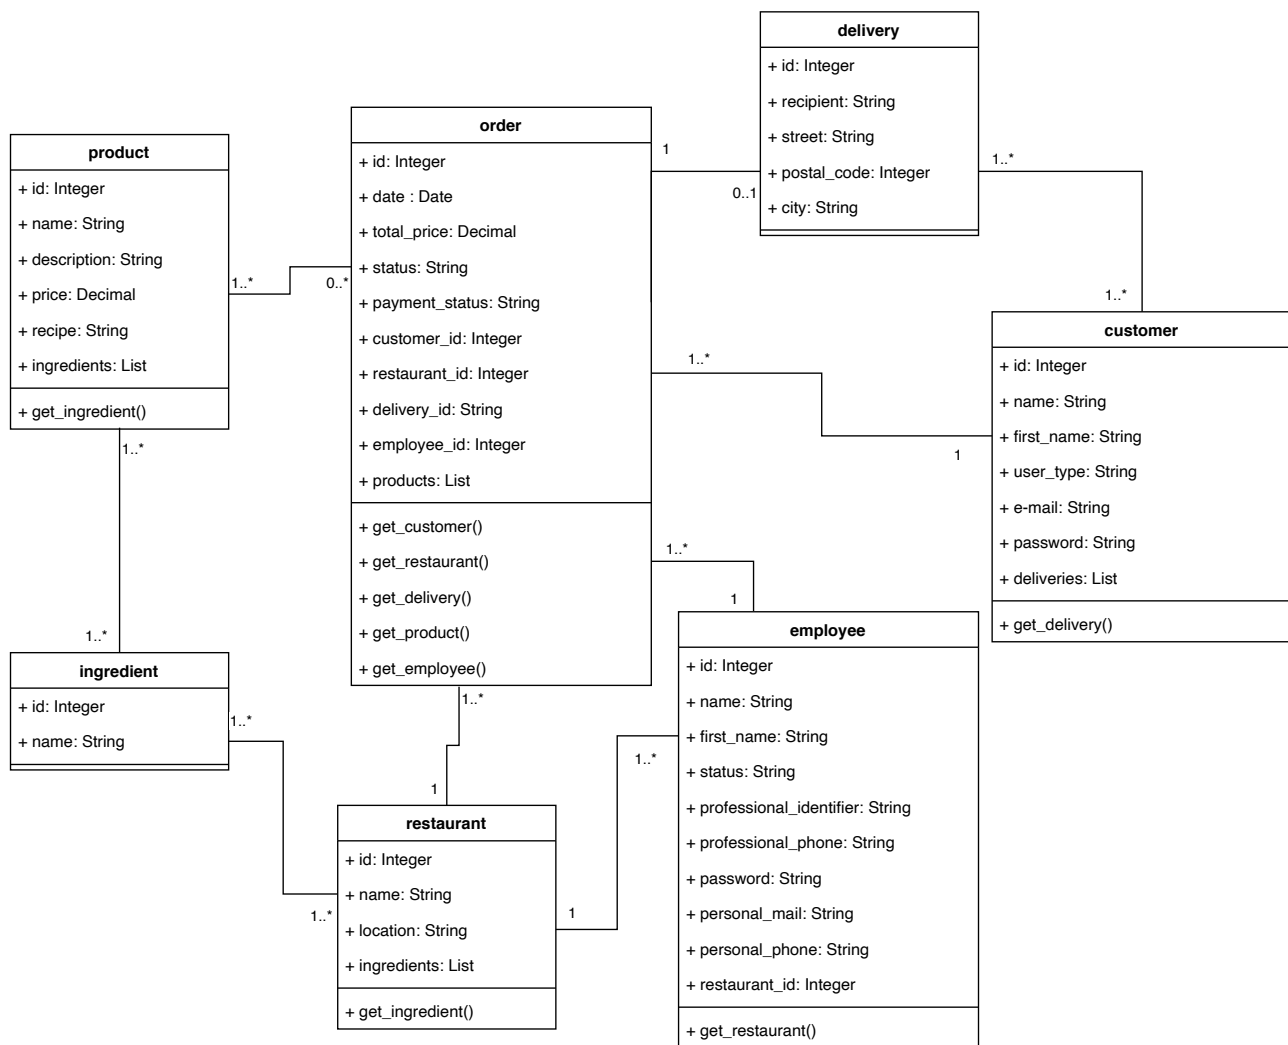 delivery
+ id: Integer
+ recipient: String
+ street: String
+ postal_code: Integer
+ city: String
order
+ id: Integer
+ date : Date
+ total_price: Decimal
+ status: String
+ payment_status: String
+ customer_id: Integer
+ restaurant_id: Integer
+ delivery_id: String
+ employee_id: Integer
+ products: List
+ get_customer()
+ get_restaurant()
+ get_delivery()
+ get_product()
+ get_employee()
product
+ id: Integer
+ name: String
+ description: String
+ price: Decimal
+ recipe: String
+ ingredients: List
+ get_ingredient()
1
0..1
1..*
1..*
1..*
0..*
1..*
1
customer
+ id: Integer
+ name: String
+ first_name: String
+ user_type: String
+ e-mail: String
+ password: String
+ deliveries: List
+ get_delivery()
1..*
1..*
1..*
1
employee
+ id: Integer
+ name: String
+ first_name: String
+ status: String
+ professional_identifier: String
+ professional_phone: String
+ password: String
+ personal_mail: String
+ personal_phone: String
+ restaurant_id: Integer
+ get_restaurant()
ingredient
+ id: Integer
+ name: String
1..*
1..*
1..*
1
1..*
1
restaurant
+ id: Integer
+ name: String
+ location: String
+ ingredients: List
+ get_ingredient()